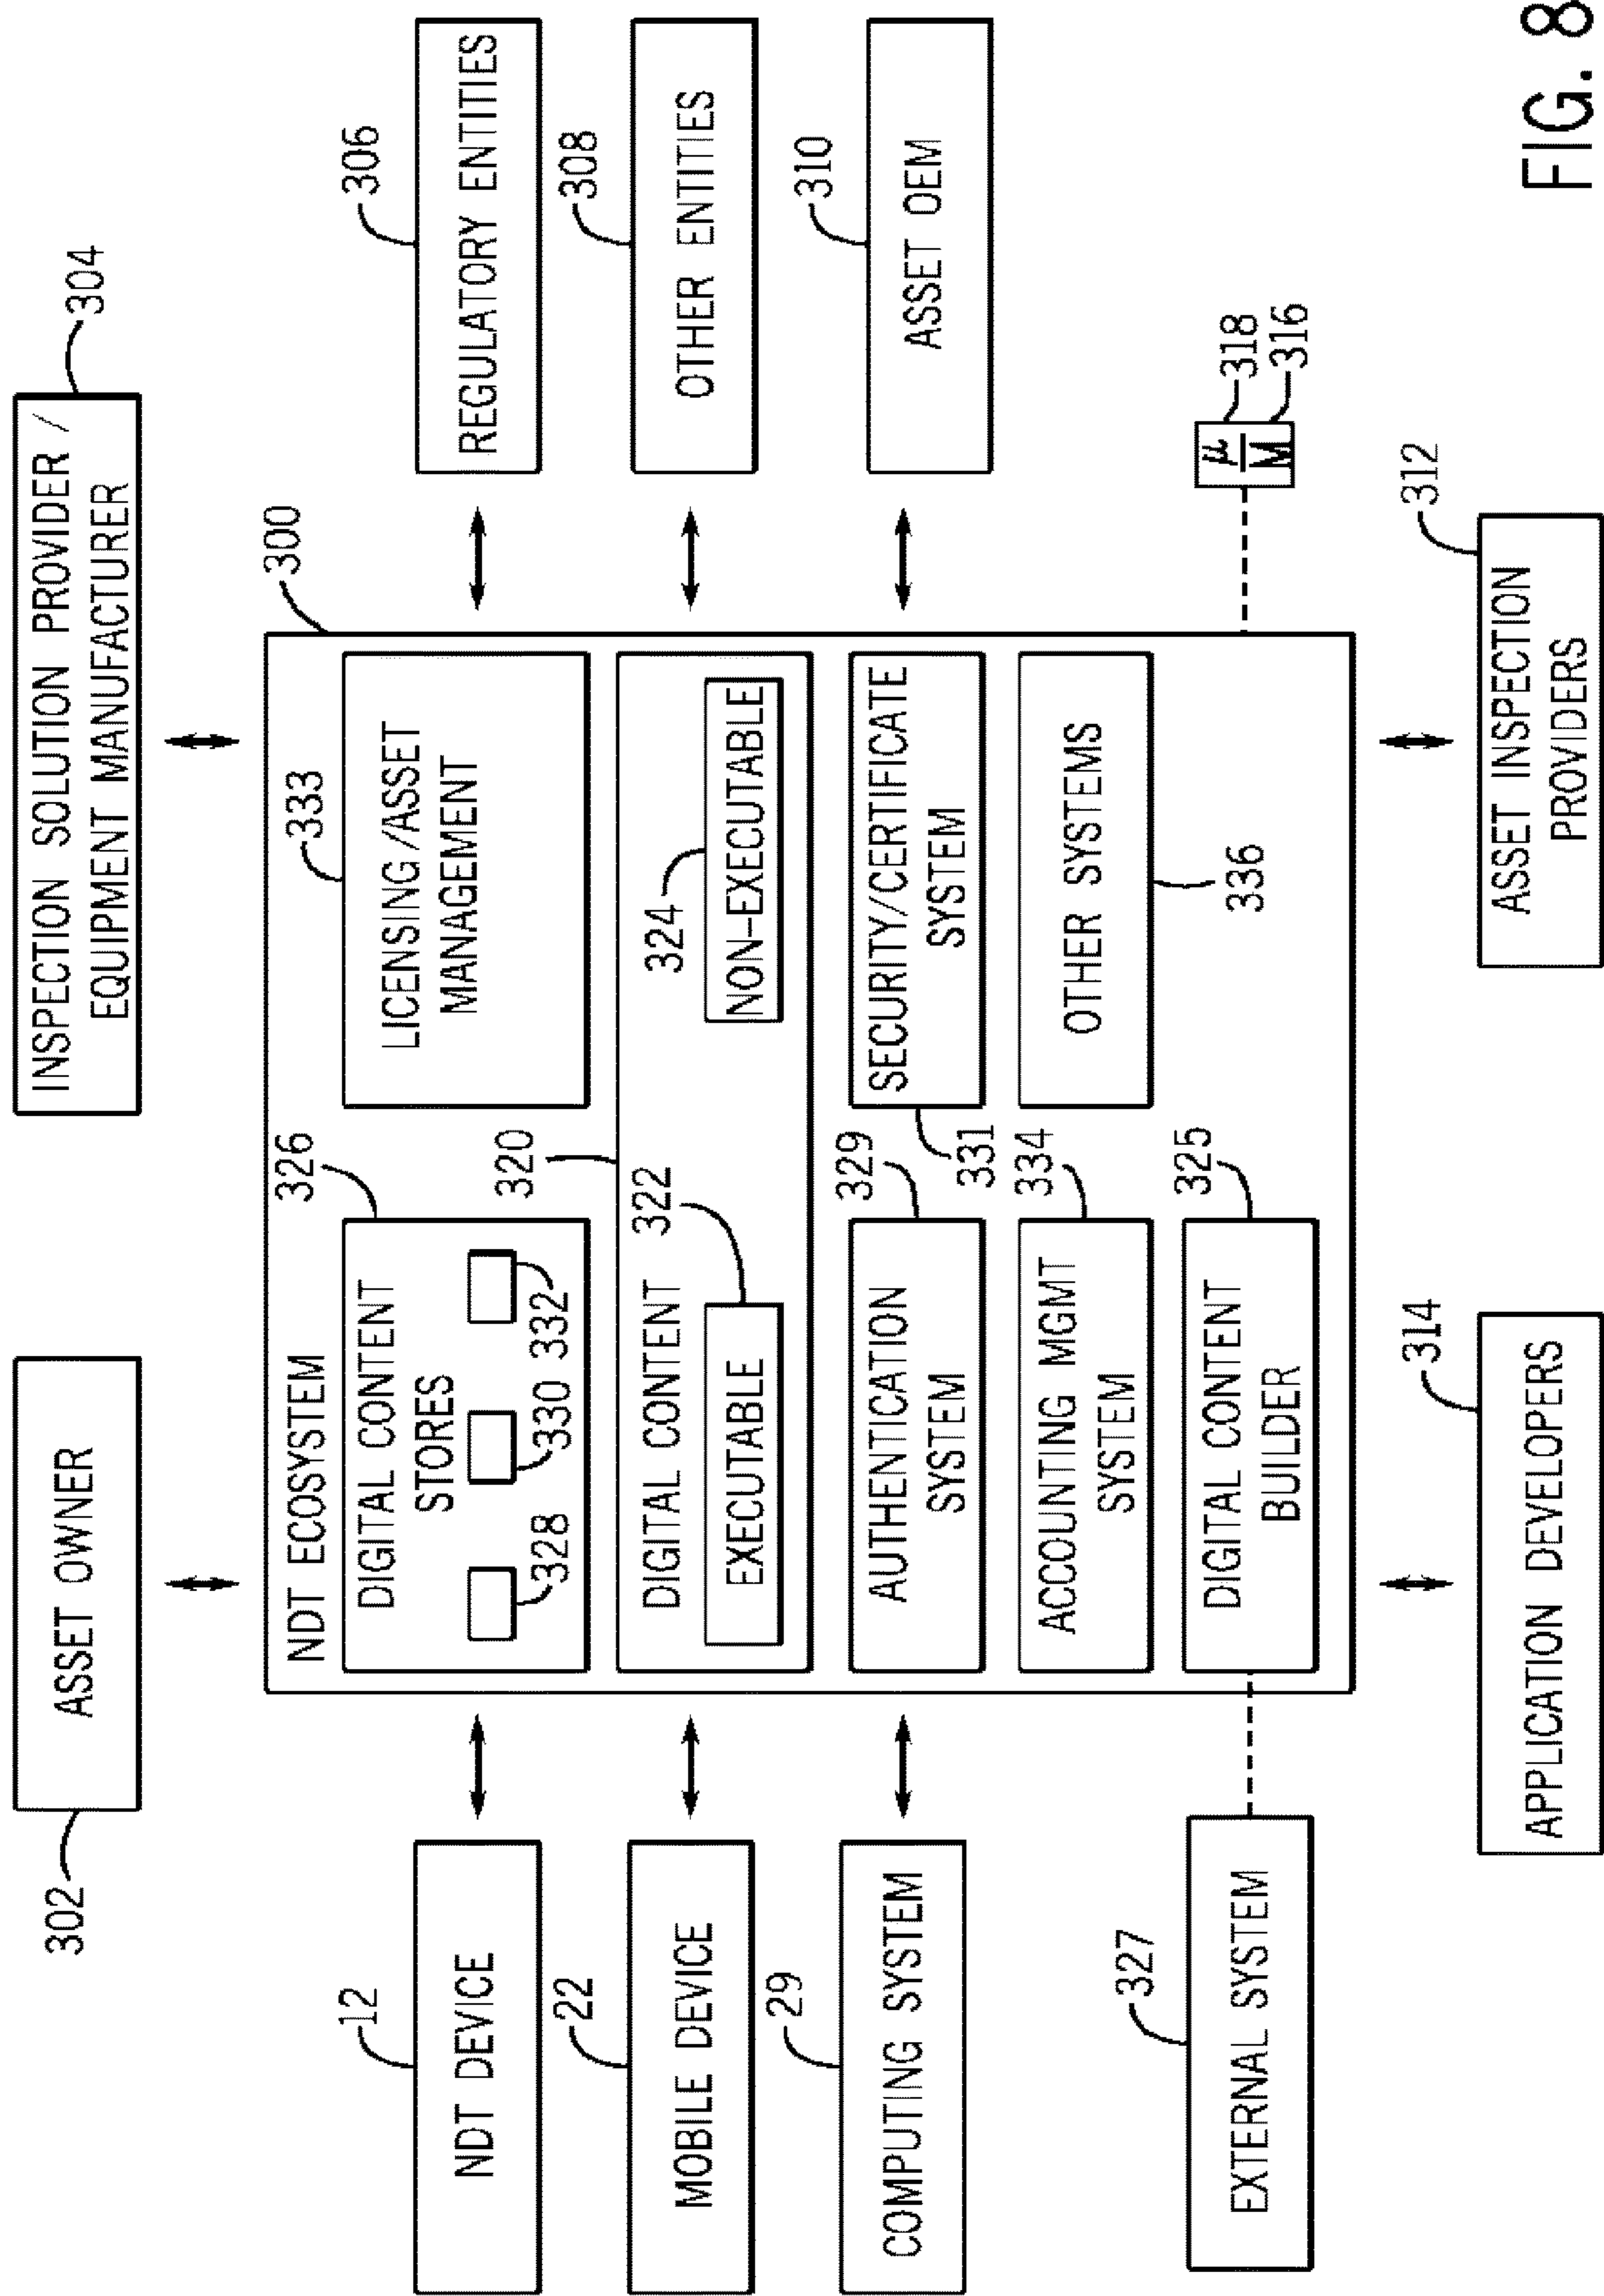 302
ASSET OWNER
INSPECTION SOLUTION PROVIDER /
EQUIPMENT MANUFACTURER
304
12
NDT DEVICE
22
MOBILE DEVICE
29
COMPUTING SYSTEM
327
EXTERNAL SYSTEM
300
NDT ECOSYSTEM
326
DIGITAL CONTENT
STORES
328
330
332
333
LICENSING/ASSET
MANAGEMENT
320
DIGITAL CONTENT
322
EXECUTABLE
324
NON-EXECUTABLE
329
AUTHENTICATION
SYSTEM
331
SECURITY/CERTIFICATE
SYSTEM
334
ACCOUNTING MGMT
SYSTEM
OTHER SYSTEMS
336
325
DIGITAL CONTENT
BUILDER
306
REGULATORY ENTITIES
308
OTHER ENTITIES
310
ASSET OEM
318
316
µ
M
314
APPLICATION DEVELOPERS
312
ASSET INSPECTION
PROVIDERS
FIG. 8